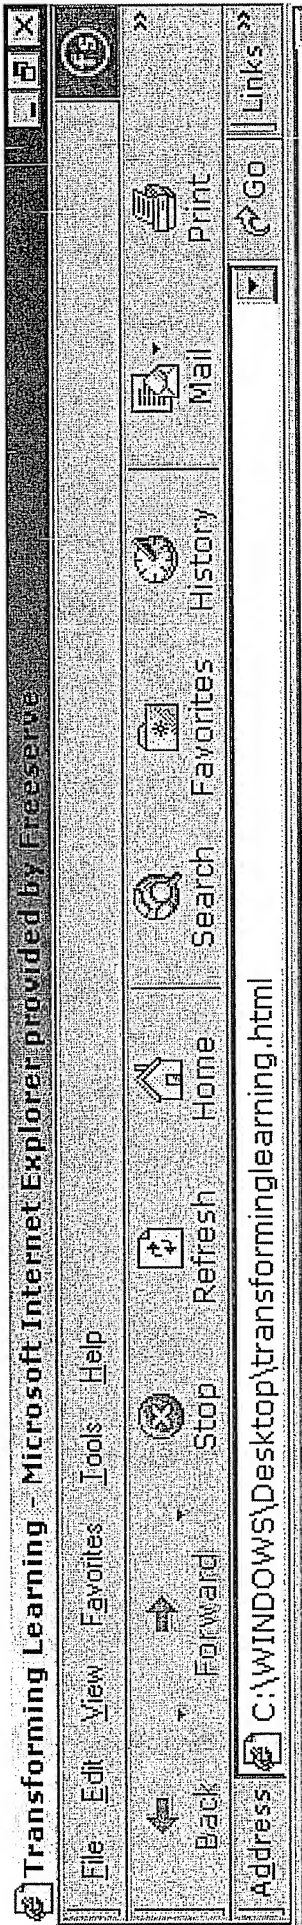 Transforming Learning - Microsoft Internet Explorer provided by Freeserve
File Edit View Favorites Tools Help
Back Forward Stop Refresh Home Search Favorites History Mail Print »
Address C:\WINDOWS\Desktop\transforminglearning.html Go Links »